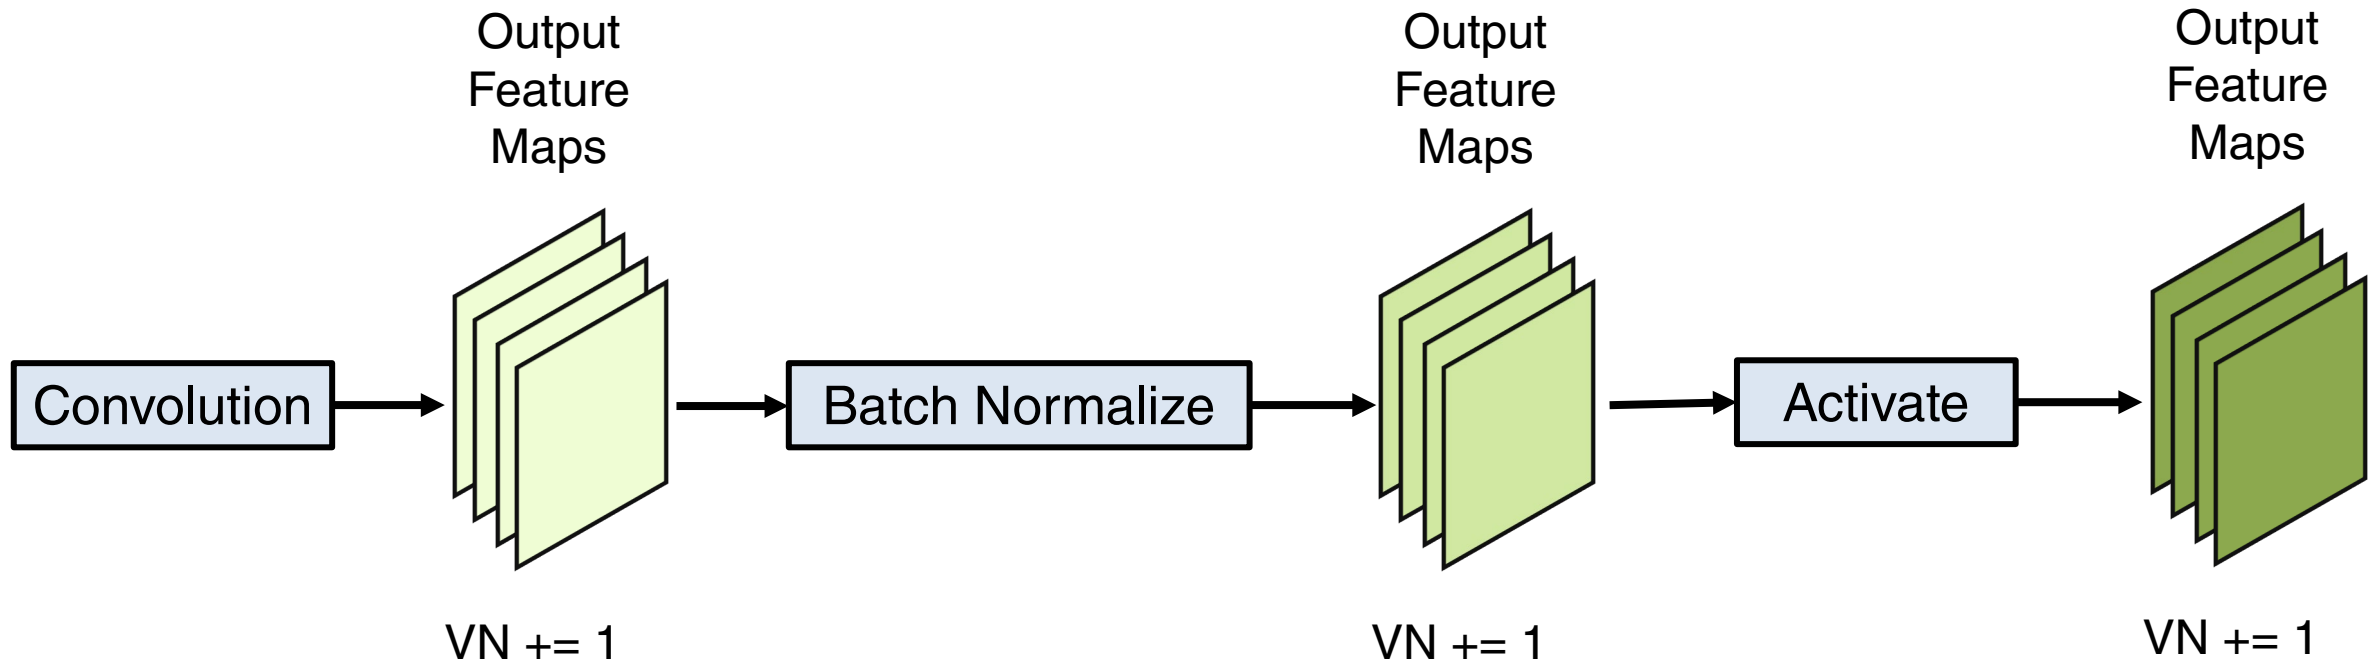 Output
Feature
Maps
Output
Feature
Maps
Output
Feature
Maps
Convolution
Batch Normalize
Activate
VN += 1
VN += 1
VN += 1